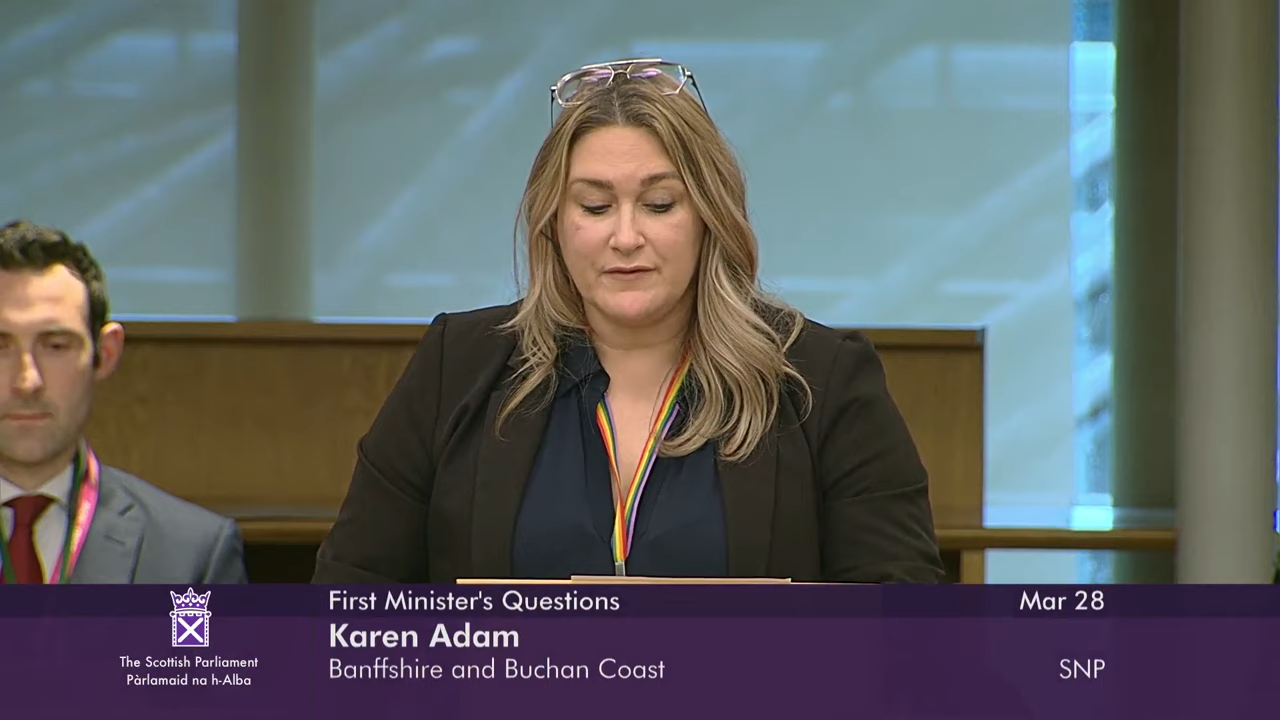 First Minister's Questions
Mar 28
Karen Adam
Banffshire and Buchan Coast
SNP
The Scottish Parliament
Pàrlamaid na h-Alba